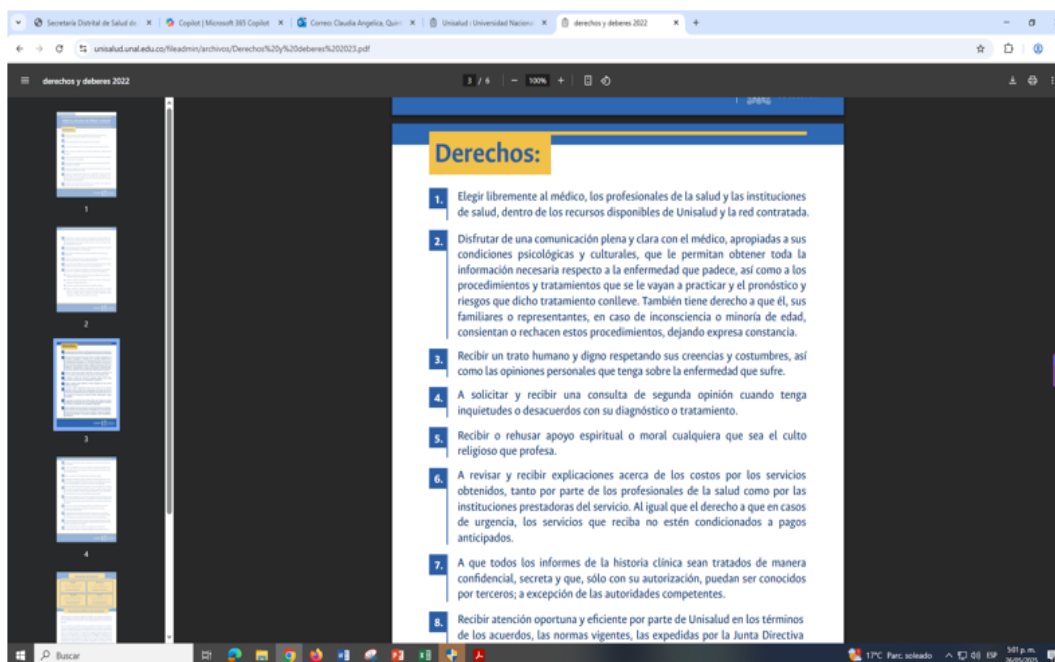 Secretaría Distrital de Salud de
Copilot | Microsoft 365 Copilot
Correo: Claudia Angelica, Quin
Unisalud : Universidad Nacion
derechos y deberes 2022
unisalud.unal.edu.co/fileadmin/archivos/Derechos%20y%20deberes%202023.pdf
derechos y deberes 2022
3 / 6
100%
1
2
3
4
Derechos:
1. Elegir libremente al médico, los profesionales de la salud y las instituciones
de salud, dentro de los recursos disponibles de Unisalud y la red contratada.
2. Disfrutar de una comunicación plena y clara con el médico, apropiadas a sus
condiciones psicológicas y culturales, que le permitan obtener toda la
información necesaria respecto a la enfermedad que padece, así como a los
procedimientos y tratamientos que se le vayan a practicar y el pronóstico y
riesgos que dicho tratamiento conlleve. También tiene derecho a que él, sus
familiares o representantes, en caso de inconsciencia o minoría de edad,
consientan o rechacen estos procedimientos, dejando expresa constancia.
3. Recibir un trato humano y digno respetando sus creencias y costumbres, así
como las opiniones personales que tenga sobre la enfermedad que sufre.
4. A solicitar y recibir una consulta de segunda opinión cuando tenga
inquietudes o desacuerdos con su diagnóstico o tratamiento.
5. Recibir o rehusar apoyo espiritual o moral cualquiera que sea el culto
religioso que profesa.
6. A revisar y recibir explicaciones acerca de los costos por los servicios
obtenidos, tanto por parte de los profesionales de la salud como por las
instituciones prestadoras del servicio. Al igual que el derecho a que en casos
de urgencia, los servicios que reciba no estén condicionados a pagos
anticipados.
7. A que todos los informes de la historia clínica sean tratados de manera
confidencial, secreta y que, sólo con su autorización, puedan ser conocidos
por terceros; a excepción de las autoridades competentes.
8. Recibir atención oportuna y eficiente por parte de Unisalud en los términos
de los acuerdos, las normas vigentes, las expedidas por la Junta Directiva
Buscar
17°C Parc. soleado
ESP
5:01 p. m.
26/05/2025